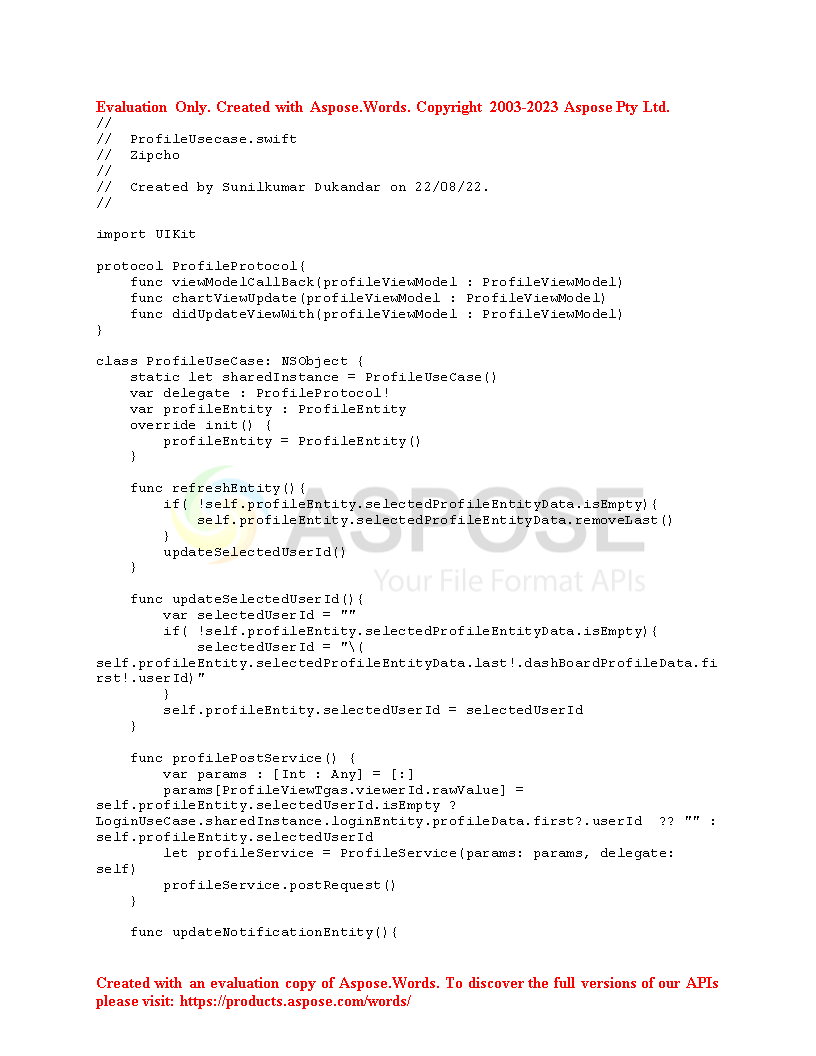 Evaluation Only. Created with Aspose.Words. Copyright 2003-2023 Aspose Pty Ltd.
//
//  ProfileUsecase.swift
//  Zipcho
//
//  Created by Sunilkumar Dukandar on 22/08/22.
//
import UIKit
protocol ProfileProtocol{
    func viewModelCallBack(profileViewModel : ProfileViewModel)
    func chartViewUpdate(profileViewModel : ProfileViewModel)
    func didUpdateViewWith(profileViewModel : ProfileViewModel)
}
class ProfileUseCase: NSObject {
    static let sharedInstance = ProfileUseCase()
    var delegate : ProfileProtocol!
    var profileEntity : ProfileEntity
    override init() {
        profileEntity = ProfileEntity()
    }
    func refreshEntity(){
        if( !self.profileEntity.selectedProfileEntityData.isEmpty){
            self.profileEntity.selectedProfileEntityData.removeLast()
        }
        updateSelectedUserId()
    }
ASPOSE
Your File Format APIs
    func updateSelectedUserId(){
        var selectedUserId = ""
        if( !self.profileEntity.selectedProfileEntityData.isEmpty){
            selectedUserId = "\(
self.profileEntity.selectedProfileEntityData.last!.dashBoardProfileData.fi
rst!.userId)"
        }
        self.profileEntity.selectedUserId = selectedUserId
    }
    func profilePostService() {
        var params : [Int : Any] = [:]
        params[ProfileViewTgas.viewerId.rawValue] =
self.profileEntity.selectedUserId.isEmpty ?
LoginUseCase.sharedInstance.loginEntity.profileData.first?.userId  ?? "" :
self.profileEntity.selectedUserId
        let profileService = ProfileService(params: params, delegate:
self)
        profileService.postRequest()
    }
    func updateNotificationEntity(){
Created with an evaluation copy of Aspose.Words. To discover the full versions of our APIs
please visit: https://products.aspose.com/words/